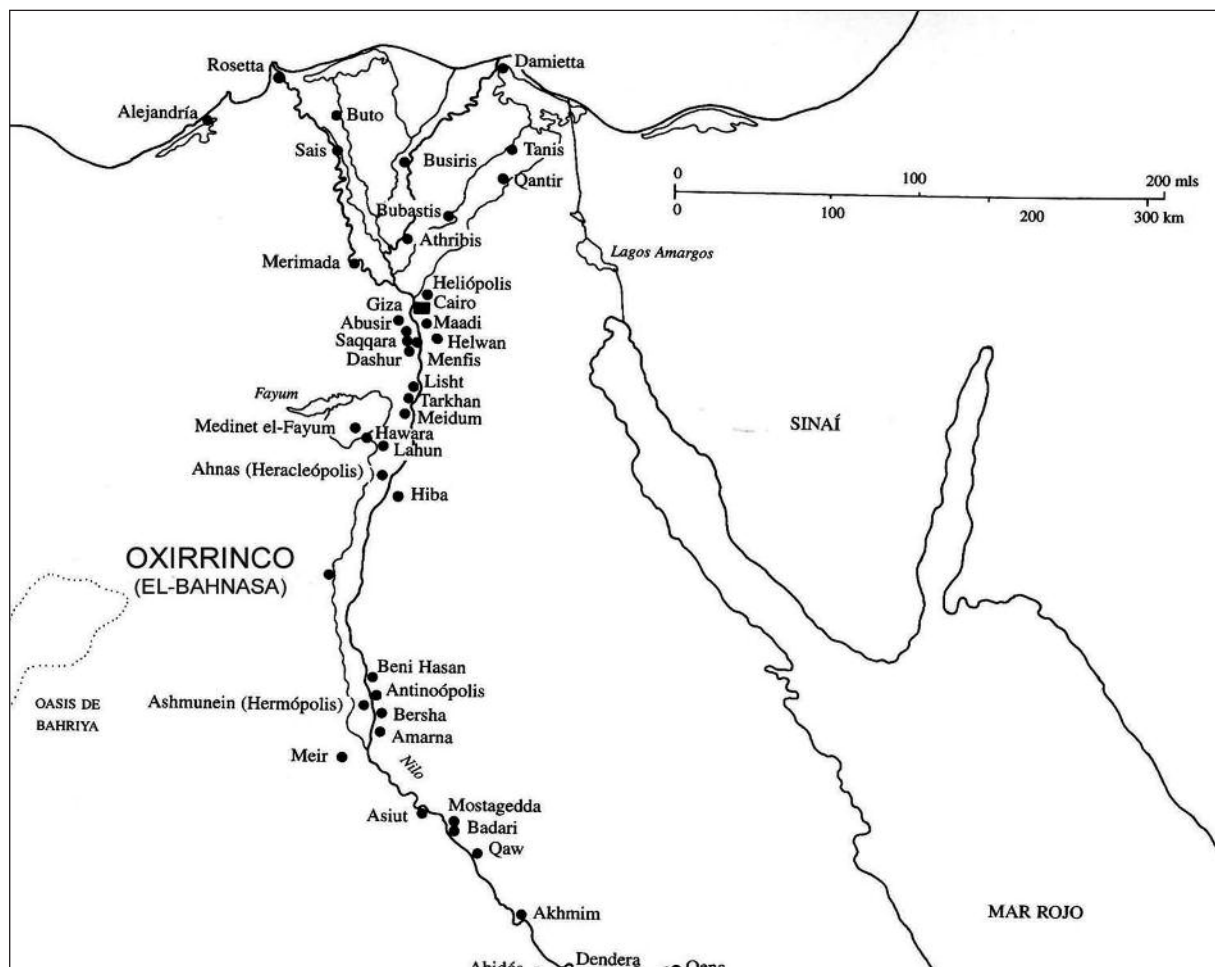 Rosetta
Damietta
Alejandría
Buto
Sais
Busiris
Tanis
Qantir
0 100 200 mls
0 100 200 300 km
Bubastis
Athribis
Lagos Amargos
Merimada
Heliópolis
Giza
Cairo
Abusir
Maadi
Saqqara
Helwan
Dashur
Menfis
Lisht
Fayum
Tarkhan
Meidum
Medinet el-Fayum
Hawara
SINAÍ
Lahun
Ahnas (Heracleópolis)
Hiba
OXIRRINCO
(EL-BAHNASA)
Beni Hasan
Antinoópolis
OASIS DE
BAHRIYA
Ashmunein (Hermópolis)
Bersha
Amarna
Meir
Nilo
Asiut
Mostagedda
Badari
Qaw
Akhmim
MAR ROJO
Dendera